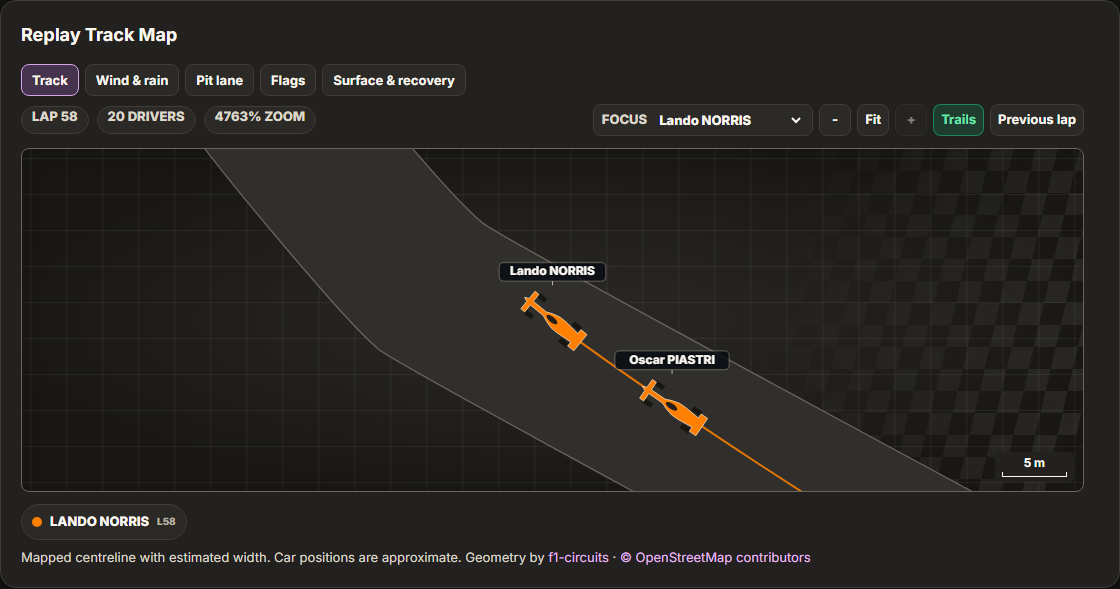 Replay Track Map
Track Wind & rain Pit lane Flags Surface & recovery
LAP 58 20 DRIVERS 4763% ZOOM FOCUS Lando NORRIS - Fit + Trails Previous lap
Lando NORRIS
Oscar PIASTRI
5 m
LANDO NORRIS L58
Mapped centreline with estimated width. Car positions are approximate. Geometry by f1-circuits · © OpenStreetMap contributors